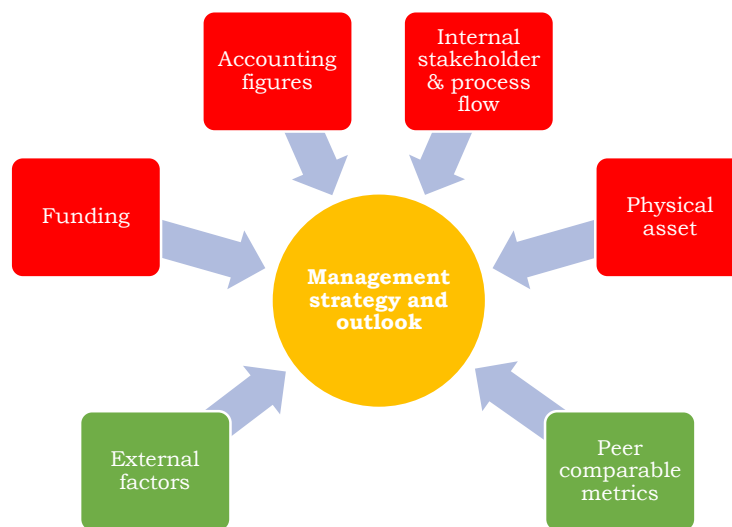 Accounting
figures
Internal
stakeholder
& process
flow
Funding
Physical
asset
Management
strategy and
outlook
External
factors
Peer
comparable
metrics